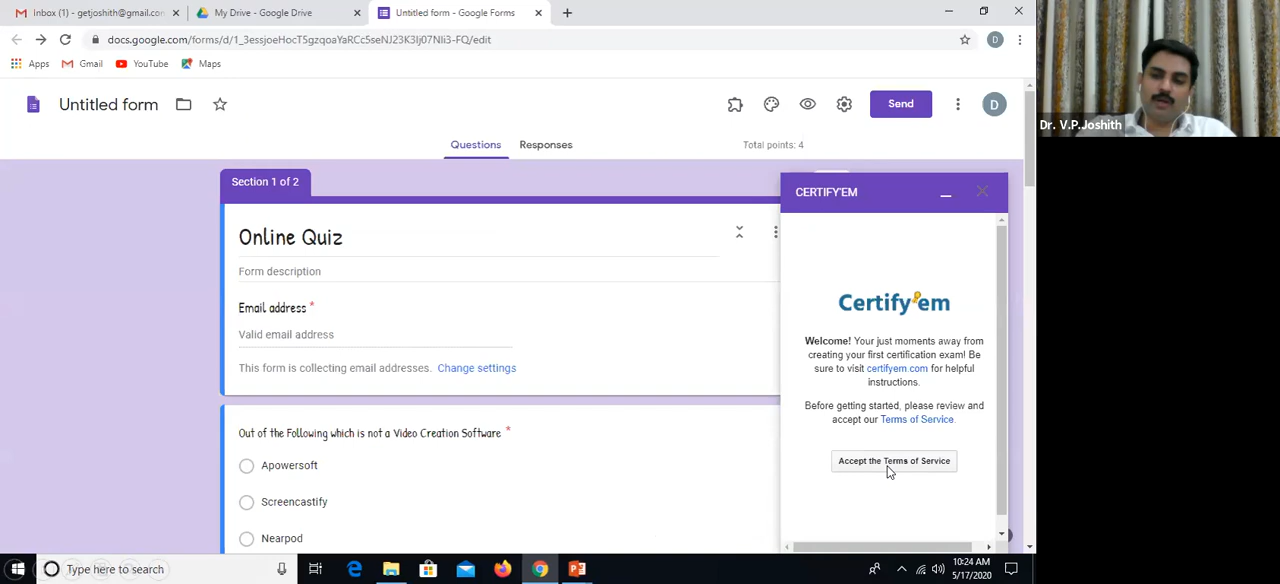 Inbox (1) - getjoshith@gmail.con
My Drive - Google Drive
Untitled form - Google Forms
docs.google.com/forms/d/1_3essjoeHocT5gzqoaYaRCc5seNJ23K3Ij07Nli3-FQ/edit
D
Apps
Gmail
YouTube
Maps
Untitled form
Send
D
Dr. V.P.Joshith
Questions
Responses
Total points: 4
Section 1 of 2
CERTIFY'EM
Online Quiz
Form description
Email address *
Valid email address
This form is collecting email addresses. Change settings
Certify'em
Welcome! Your just moments away from
creating your first certification exam! Be
sure to visit certifyem.com for helpful
instructions.
Before getting started, please review and
accept our Terms of Service.
Accept the Terms of Service
Out of the Following which is not a Video Creation Software *
Apowersoft
Screencastify
Nearpod
Type here to search
10:24 AM
5/17/2020